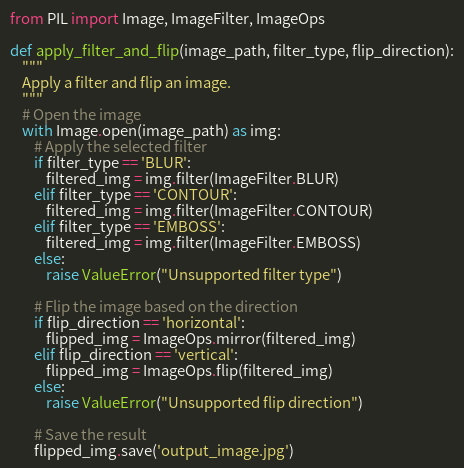 from PIL import Image, ImageFilter, ImageOps

def apply_filter_and_flip(image_path, filter_type, flip_direction):
    """
    Apply a filter and flip an image.
    """
    # Open the image
    with Image.open(image_path) as img:
        # Apply the selected filter
        if filter_type == 'BLUR':
            filtered_img = img.filter(ImageFilter.BLUR)
        elif filter_type == 'CONTOUR':
            filtered_img = img.filter(ImageFilter.CONTOUR)
        elif filter_type == 'EMBOSS':
            filtered_img = img.filter(ImageFilter.EMBOSS)
        else:
            raise ValueError("Unsupported filter type")

        # Flip the image based on the direction
        if flip_direction == 'horizontal':
            flipped_img = ImageOps.mirror(filtered_img)
        elif flip_direction == 'vertical':
            flipped_img = ImageOps.flip(filtered_img)
        else:
            raise ValueError("Unsupported flip direction")

        # Save the result
        flipped_img.save('output_image.jpg')